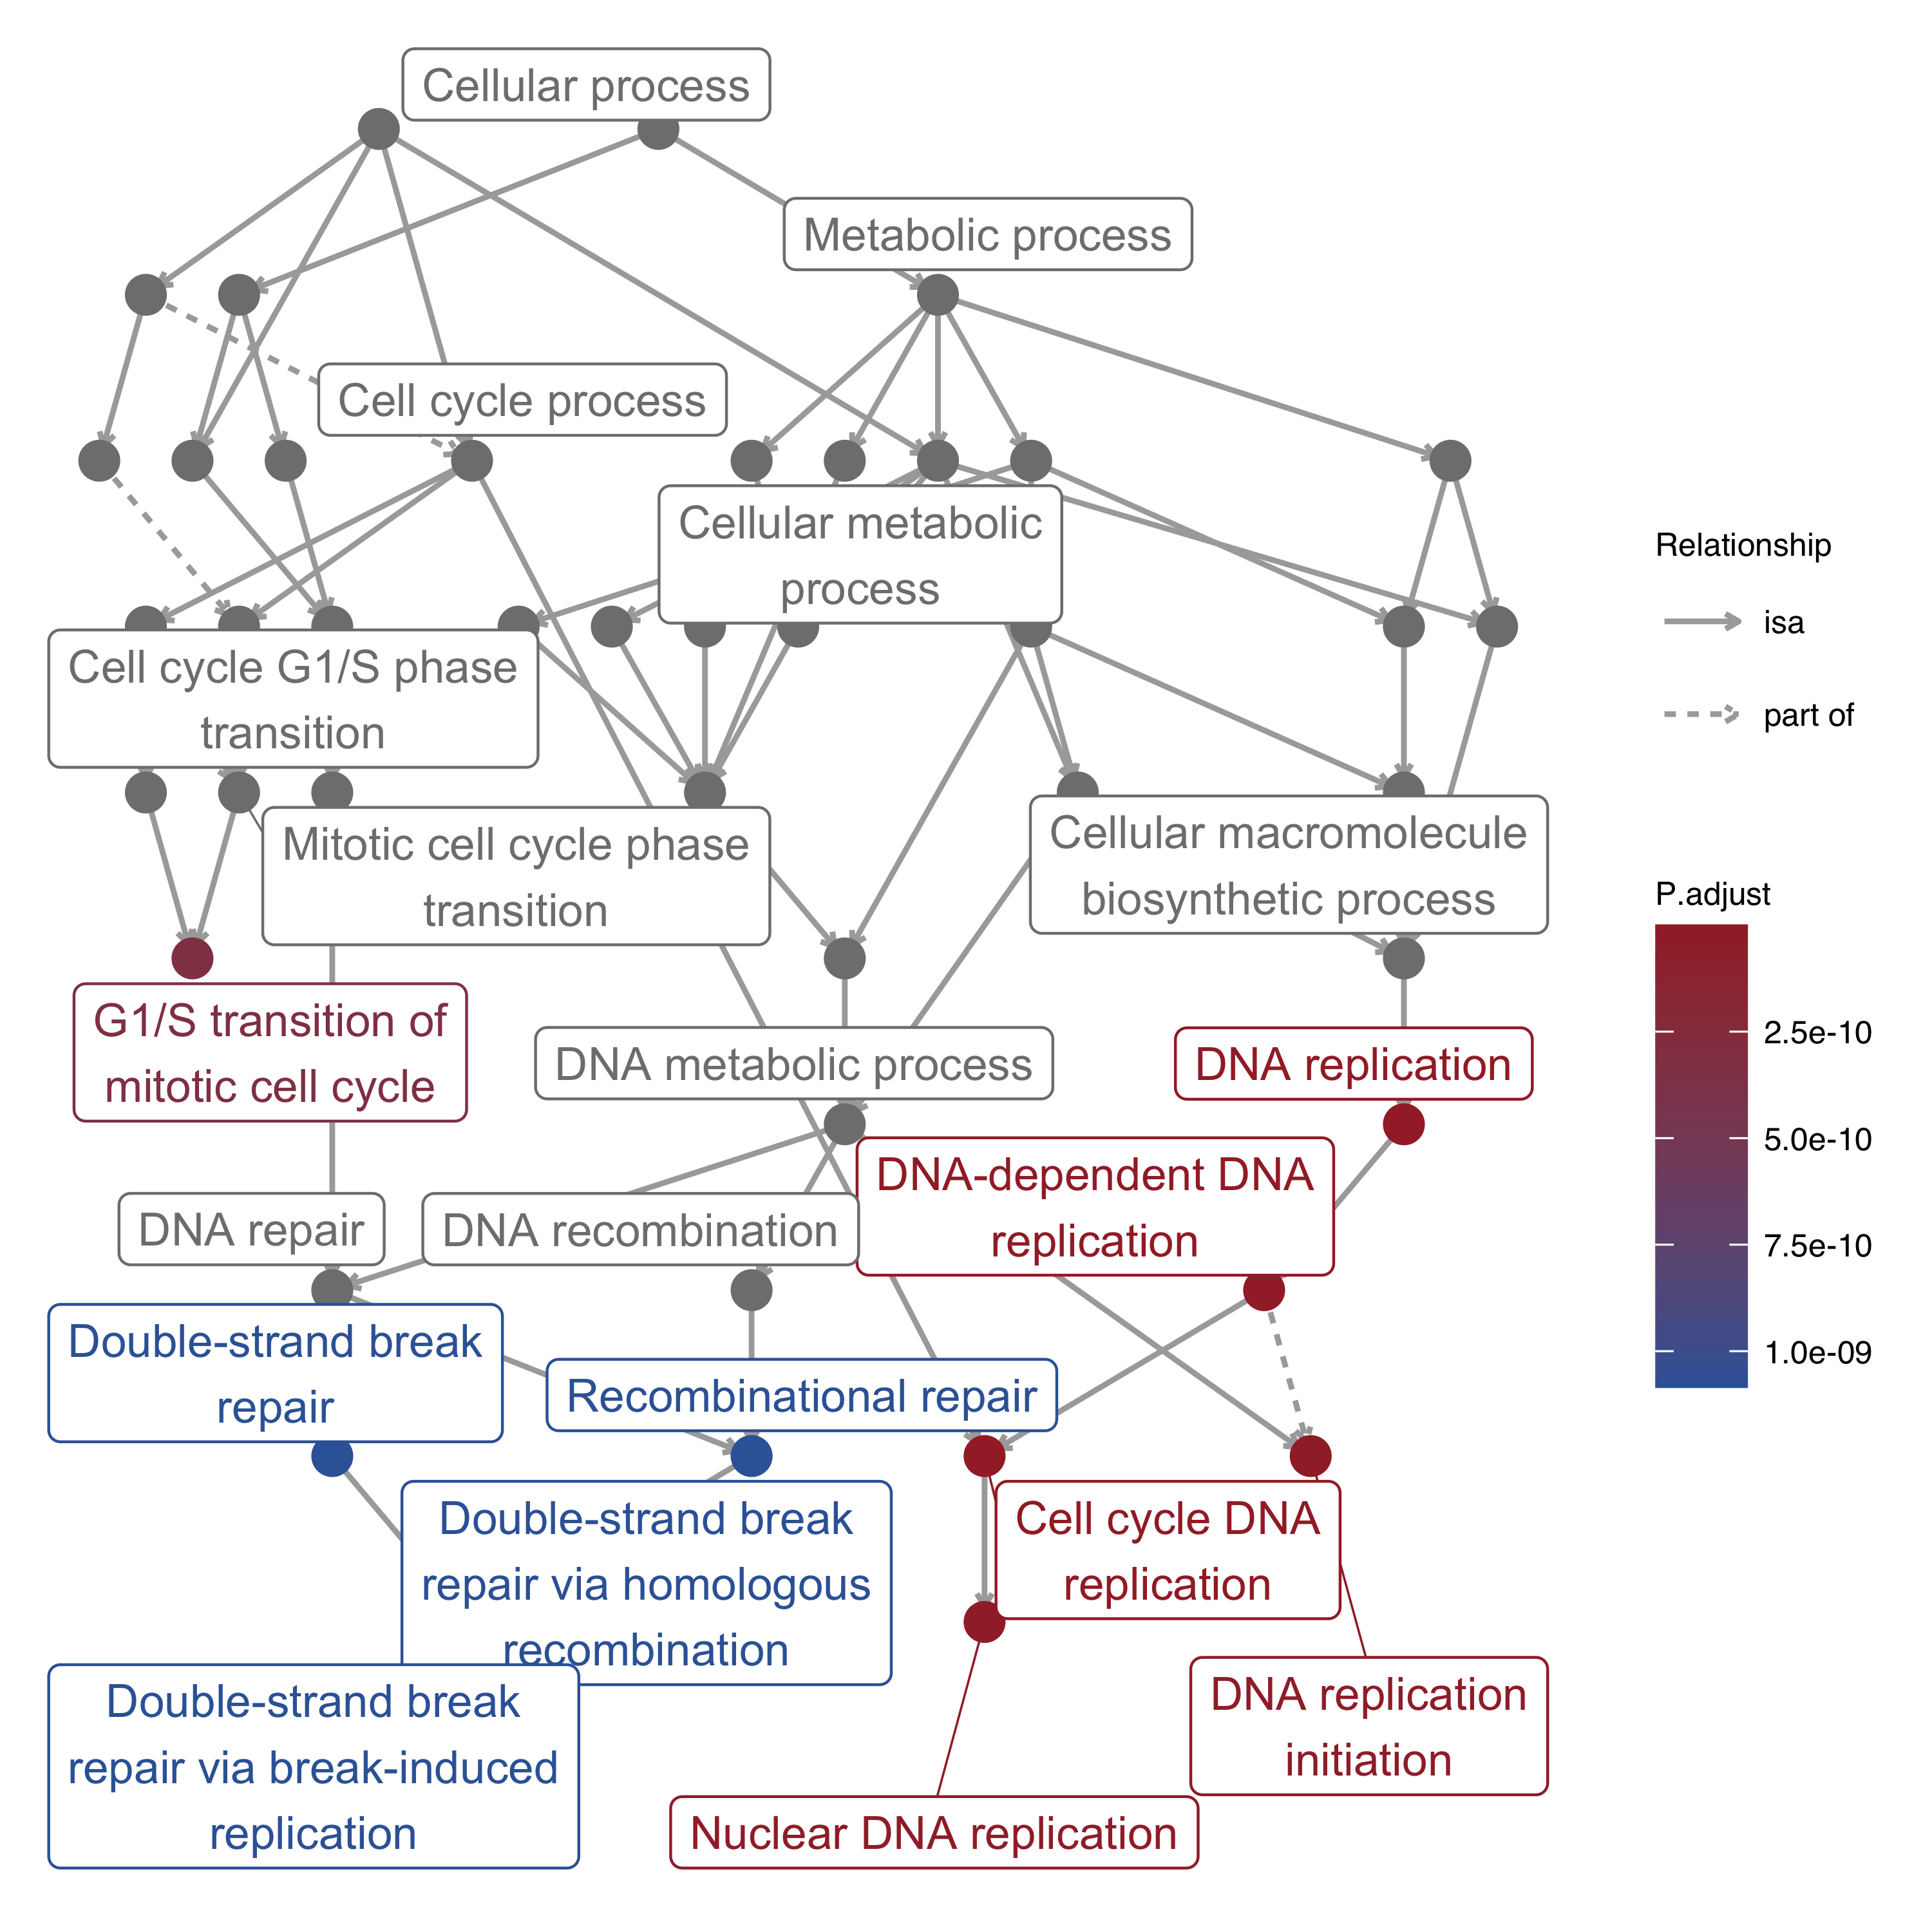 Cellular process
Metabolic process
Cell cycle process
Cellular metabolic
process
Relationship
isa
part of
Cell cycle G1/S phase
transition
Mitotic cell cycle phase
transition
Cellular macromolecule
biosynthetic process
P.adjust
2.5e-10
5.0e-10
7.5e-10
1.0e-09
G1/S transition of
mitotic cell cycle
DNA metabolic process
DNA replication
DNA-dependent DNA
replication
DNA repair
DNA recombination
Double-strand break
repair
Recombinational repair
Double-strand break
repair via homologous
recombination
Cell cycle DNA
replication
Double-strand break
repair via break-induced
replication
DNA replication
initiation
Nuclear DNA replication